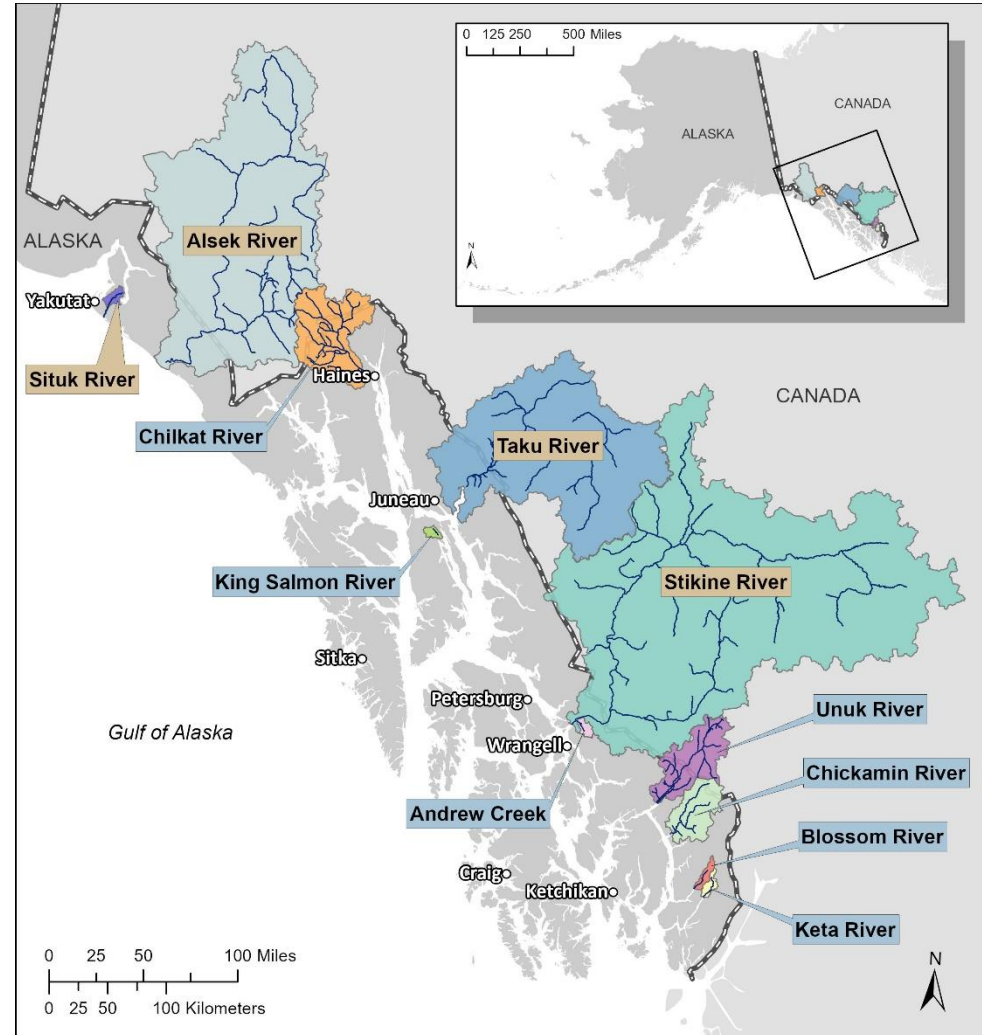 0 125 250 500 Miles
CANADA
ALASKA
N
ALASKA
Alsek River
Yakutat
Situk River
Haines
Chilkat River
CANADA
Taku River
Juneau
King Salmon River
Stikine River
Sitka
Petersburg
Unuk River
Gulf of Alaska
Wrangell
Chickamin River
Andrew Creek
Blossom River
Craig
Ketchikan
Keta River
0 50 100 Miles
0 25 50 100 Kilometers
N